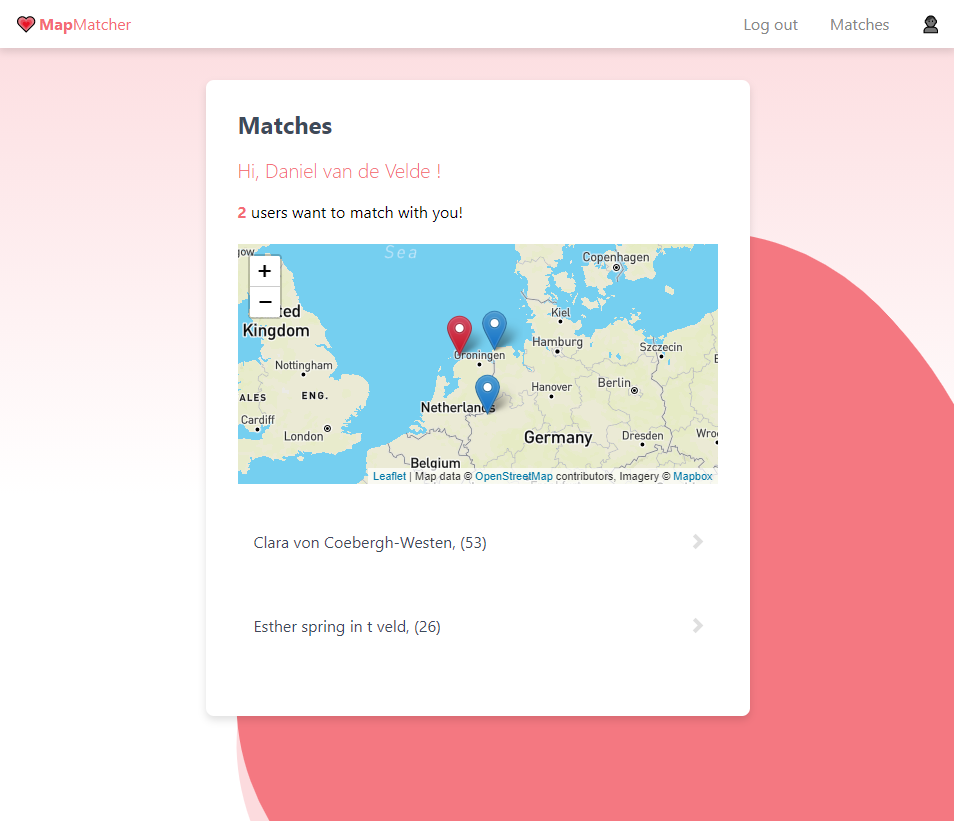 MapMatcher
Log out
Matches
Matches
Hi, Daniel van de Velde !
2 users want to match with you!
gow
Sea
Copenhagen
+
−
ted
Kingdom
Kiel
Groningen
Hamburg
Szczecin
Nottingham
ALES
ENG.
Hanover
Berlin
Netherlands
Cardiff
London
Germany
Dresden
Wroc
Belgium
Leaflet | Map data © OpenStreetMap contributors, Imagery © Mapbox
Clara von Coebergh-Westen, (53)
Esther spring in t veld, (26)